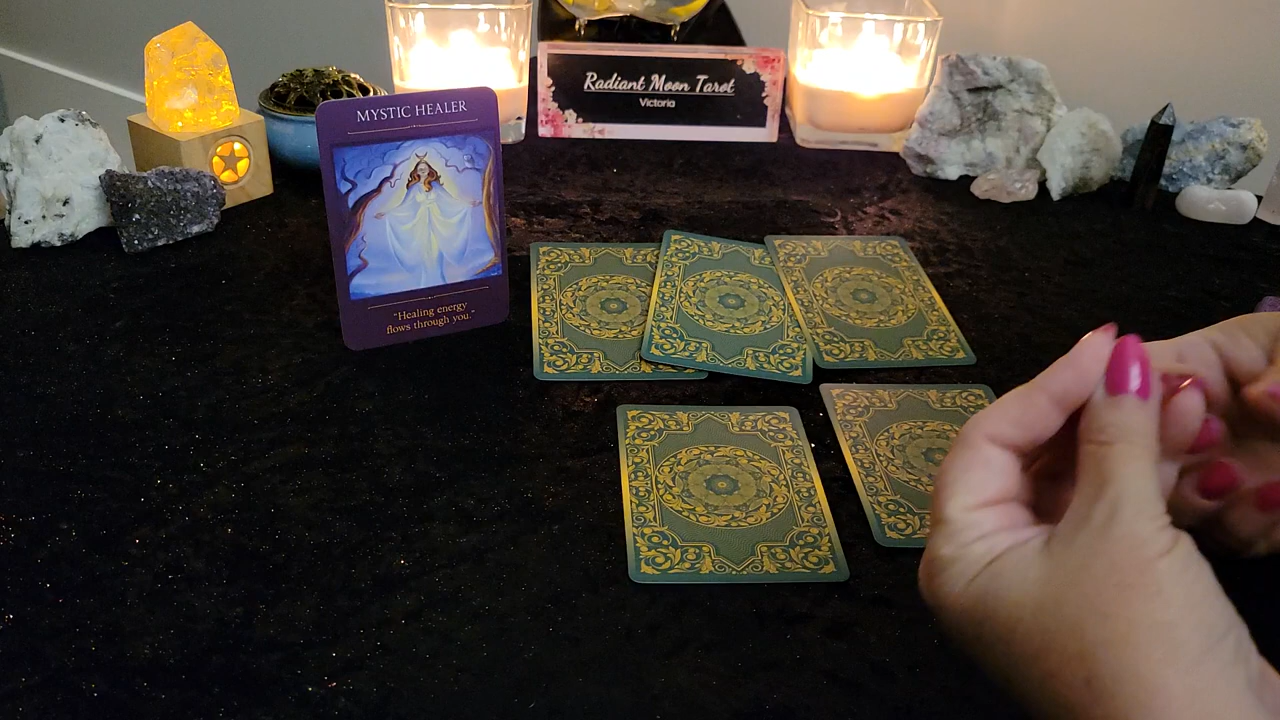 Radiant Moon Tarot
Victoria
MYSTIC HEALER
"Healing energy
flows through you."